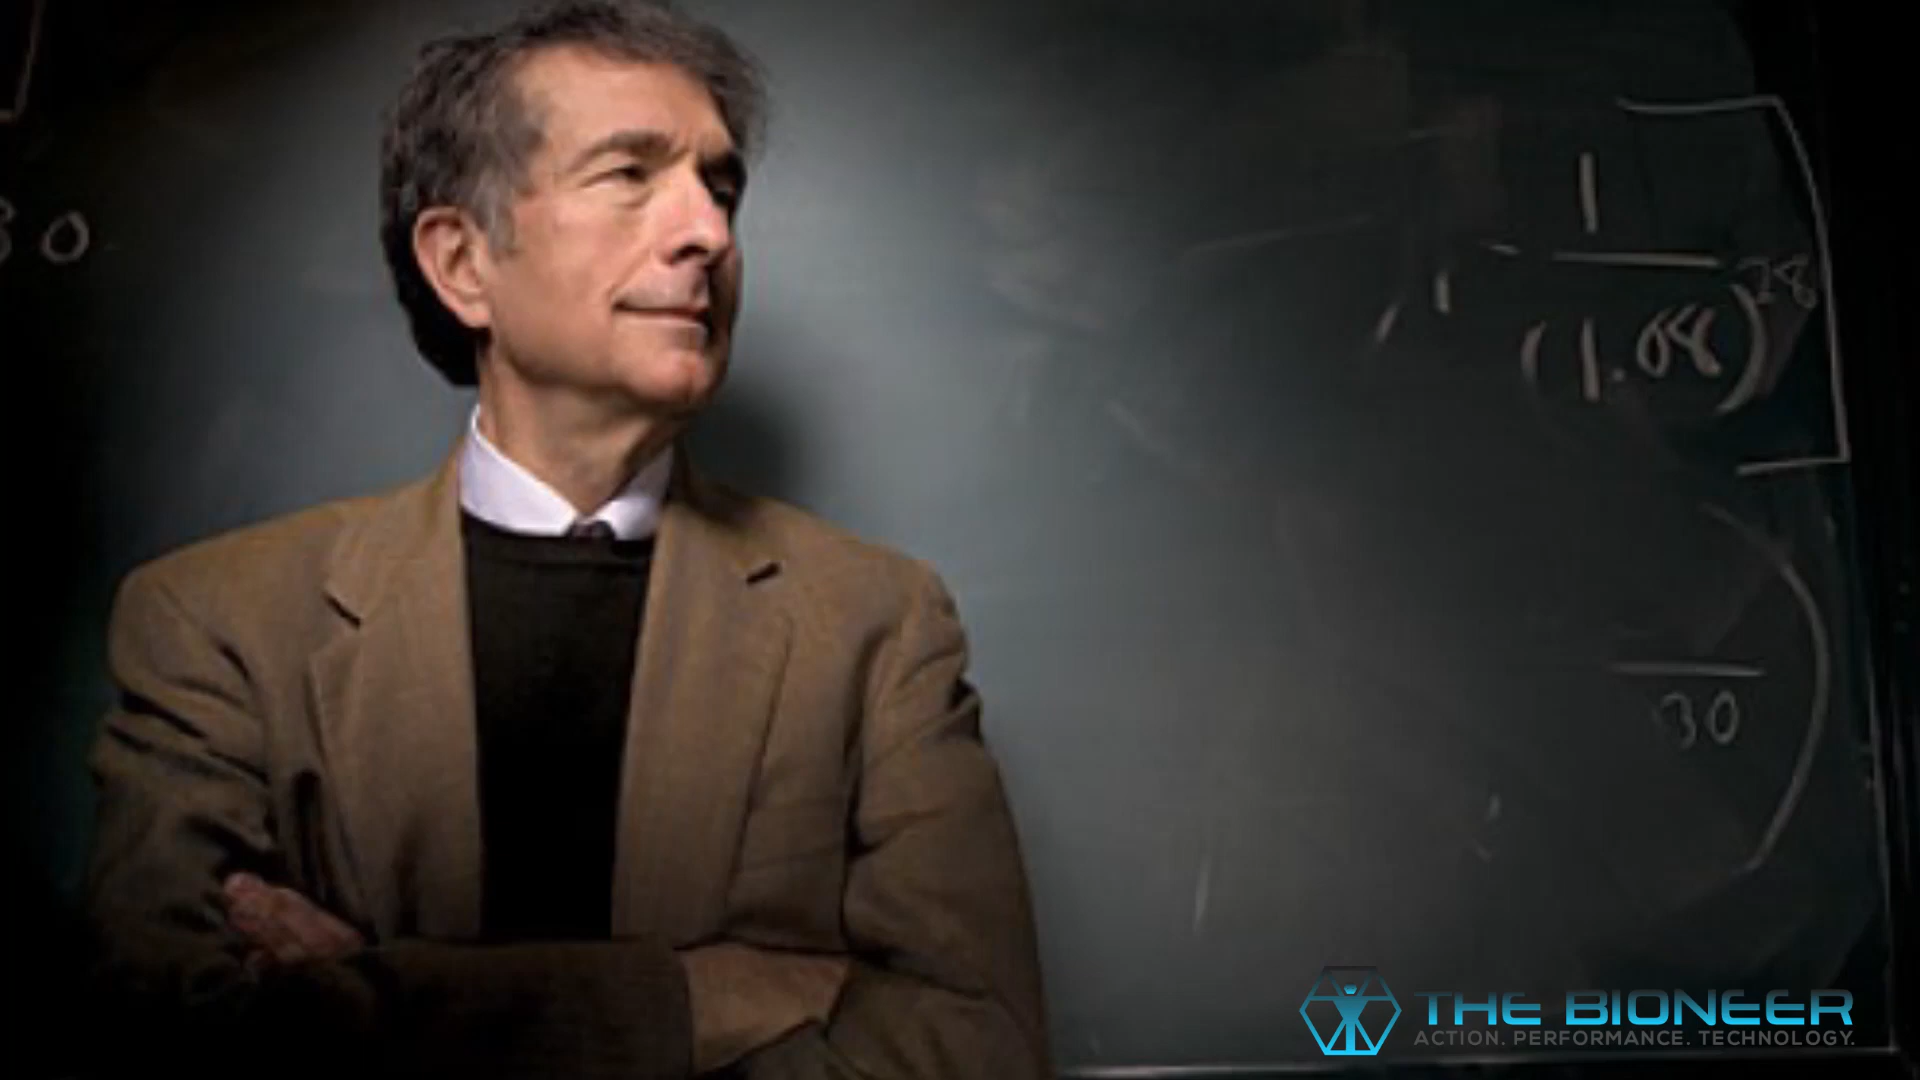 30
1
(1.08)^28
30
THE BIONEER
ACTION. PERFORMANCE. TECHNOLOGY.